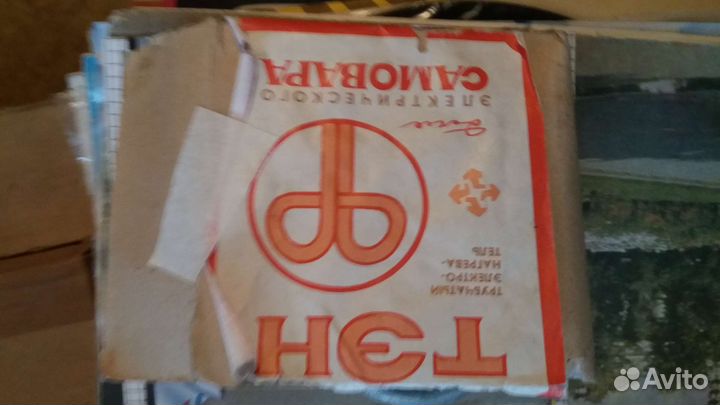 ТЭН
ТРУБЧАТЫЙ
ЭЛЕКТРО-
НАГРЕВА-
ТЕЛЬ
ЭЛЕКТРИЧЕСКОГО
САМОВАРА
Avito